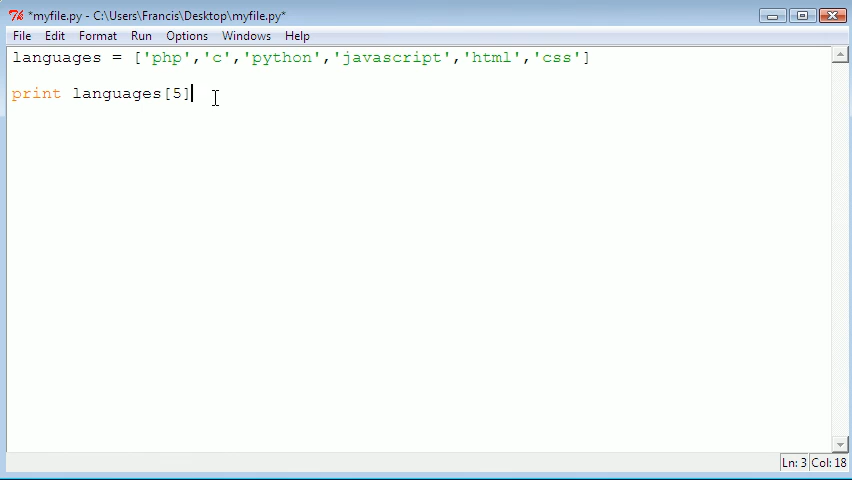 *myfile.py - C:\Users\Francis\Desktop\myfile.py*
File Edit Format Run Options Windows Help
languages = ['php','c','python','javascript','html','css']
print languages[5]
Ln: 3 Col: 18